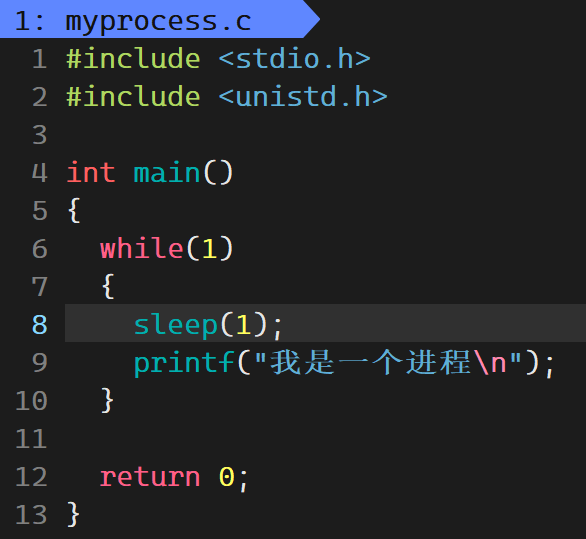 1: myprocess.c
1 #include <stdio.h>
2 #include <unistd.h>
3
4 int main()
5 {
6   while(1)
7   {
8     sleep(1);
9     printf("我是一个进程\n");
10   }
11
12   return 0;
13 }